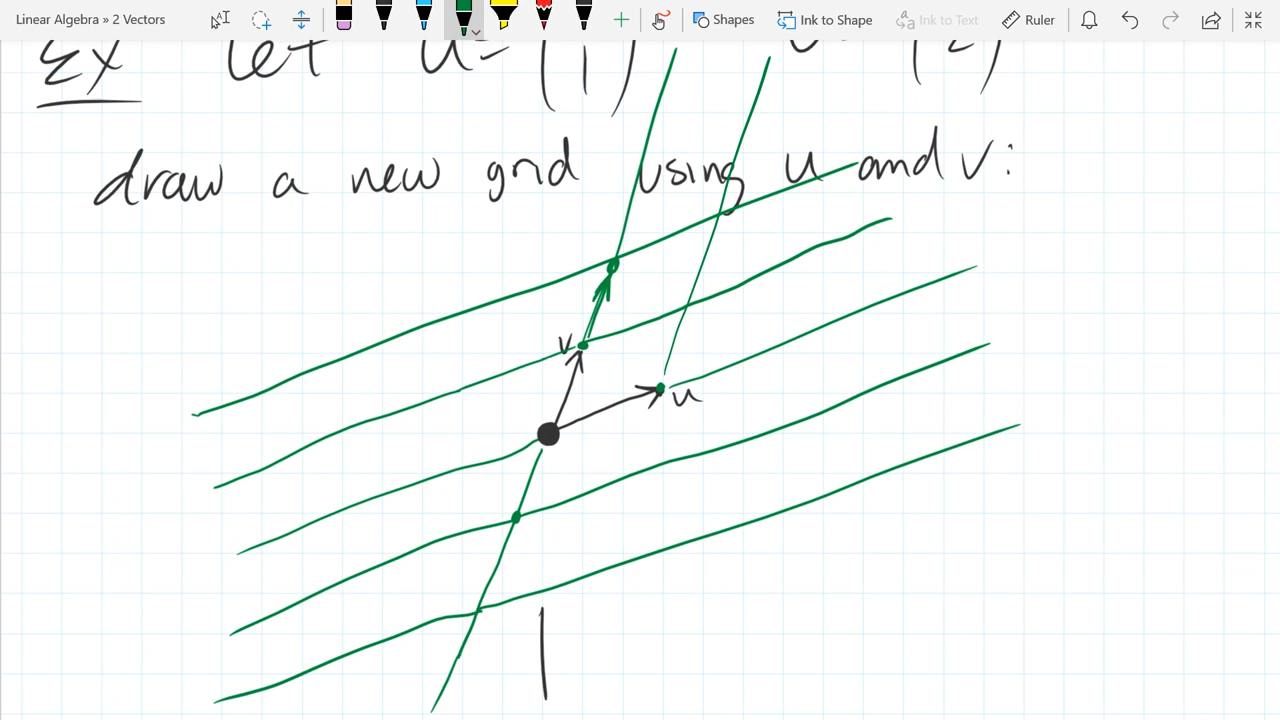 Linear Algebra » 2 Vectors Shapes Ink to Shape Ink to Text Ruler
Ex let u = (1)
draw a new grid using u and v:
v
u